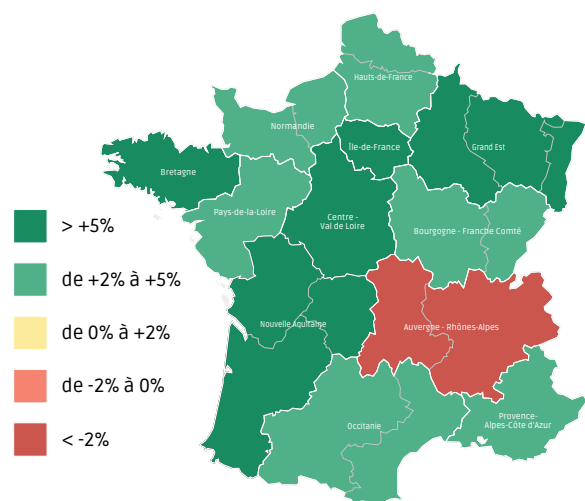 Hauts-de-France
Normandie
Île-de-France
Grand Est
Bretagne
Pays-de-la-Loire
Centre -
Val de Loire
Bourgogne - Franche Comté
Nouvelle Aquitaine
Auvergne - Rhônes-Alpes
Occitanie
Provence-
Alpes-Côte d'Azur
> +5%
de +2% à +5%
de 0% à +2%
de -2% à 0%
< -2%